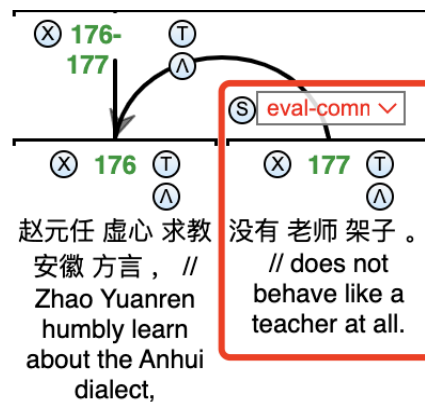 X 176-
177
T
Λ
S eval-comn
X 176 T
Λ
赵元任 虚心 求教
安徽 方言 ， //
Zhao Yuanren
humbly learn
about the Anhui
dialect,
X 177 T
Λ
没有 老师 架子 。
// does not
behave like a
teacher at all.